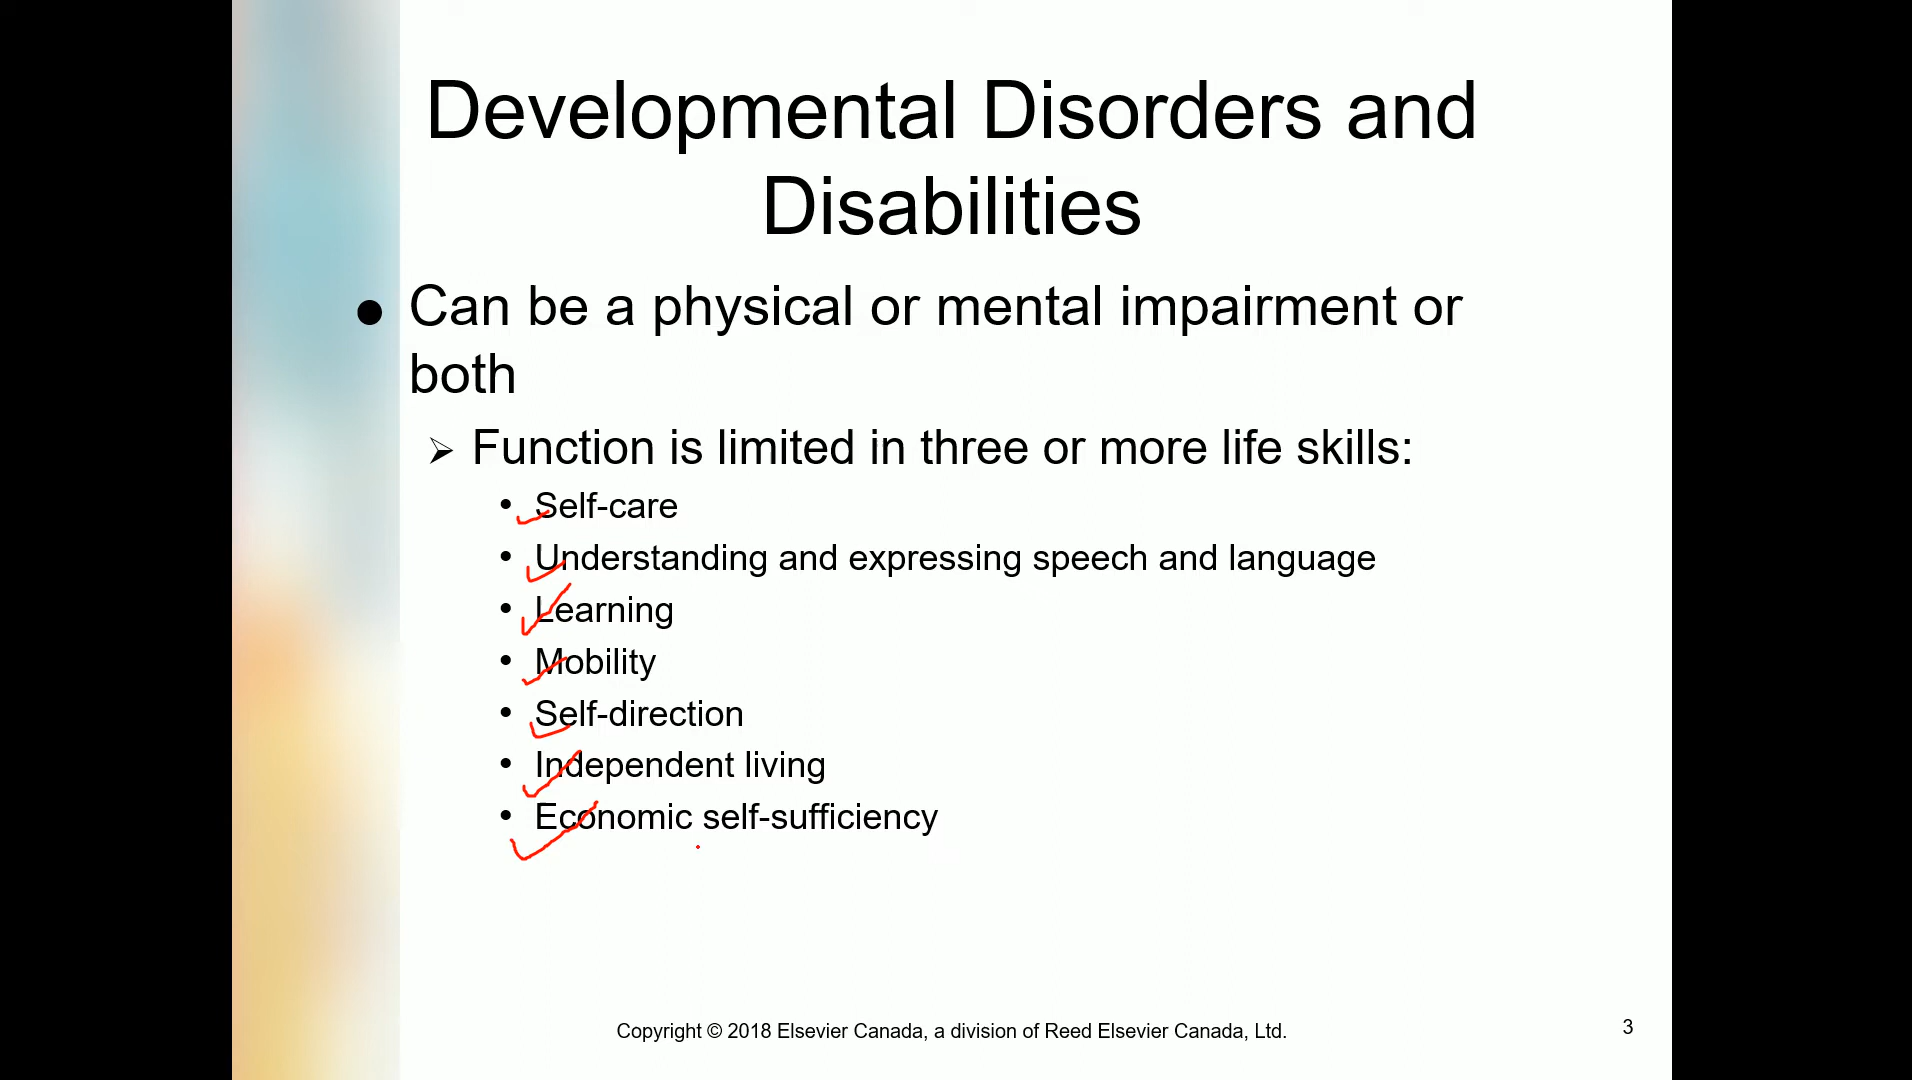 Developmental Disorders and
Disabilities
● Can be a physical or mental impairment or
both
➢ Function is limited in three or more life skills:
• Self-care
• Understanding and expressing speech and language
• Learning
• Mobility
• Self-direction
• Independent living
• Economic self-sufficiency
Copyright © 2018 Elsevier Canada, a division of Reed Elsevier Canada, Ltd.
3